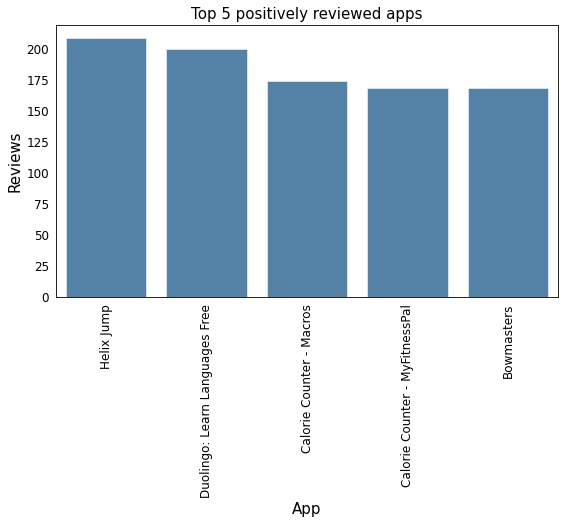 Top 5 positively reviewed apps
Reviews
200
175
150
125
100
75
50
25
0
Helix Jump
Duolingo: Learn Languages Free
Calorie Counter - Macros
Calorie Counter - MyFitnessPal
Bowmasters
App